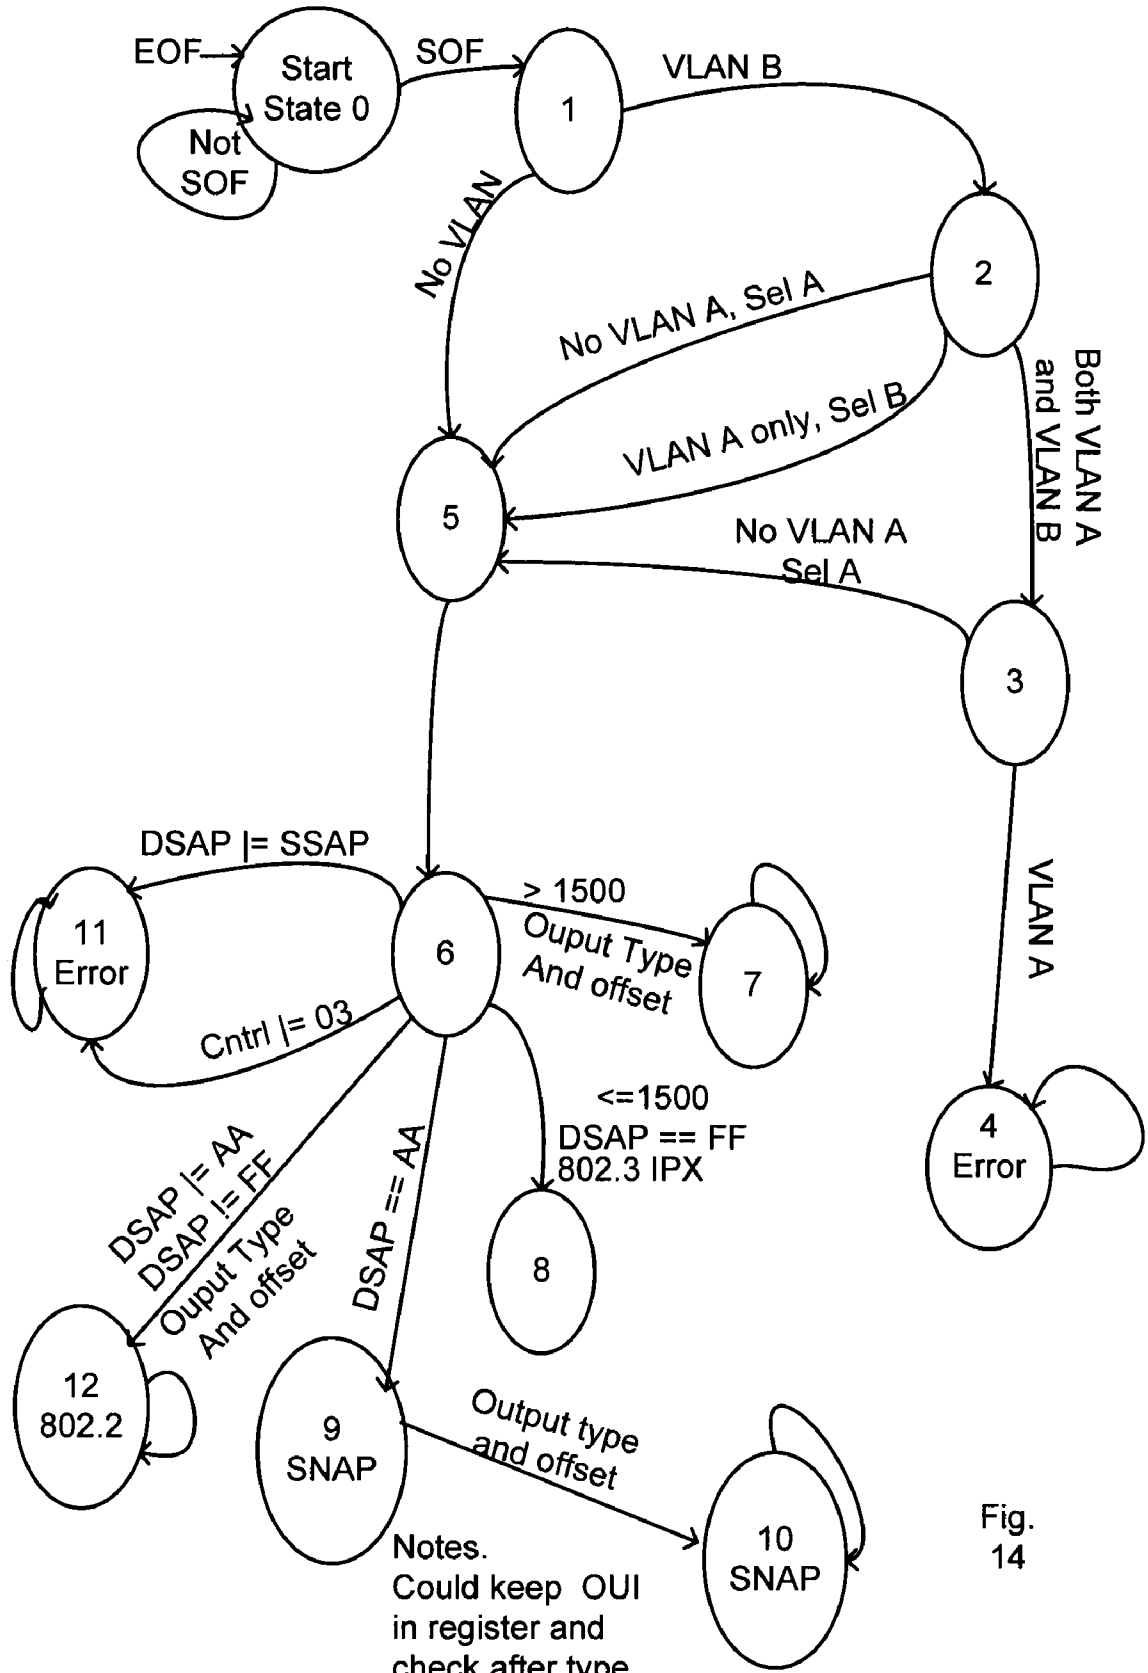 EOF
Start
State 0
SOF
1
VLAN B
Not
SOF
No VLAN
2
No VLAN A, Sel A
VLAN A only, Sel B
Both VLAN A
and VLAN B
5
No VLAN A
Sel A
3
DSAP |= SSAP
11
Error
6
> 1500
Ouput Type
And offset
7
VLAN A
Cntrl |= 03
<=1500
DSAP == FF
802.3 IPX
4
Error
DSAP |= AA
DSAP != FF
Ouput Type
And offset
DSAP == AA
8
12
802.2
9
SNAP
Output type
and offset
10
SNAP
Fig.
14
Notes.
Could keep OUI
in register and
check after type